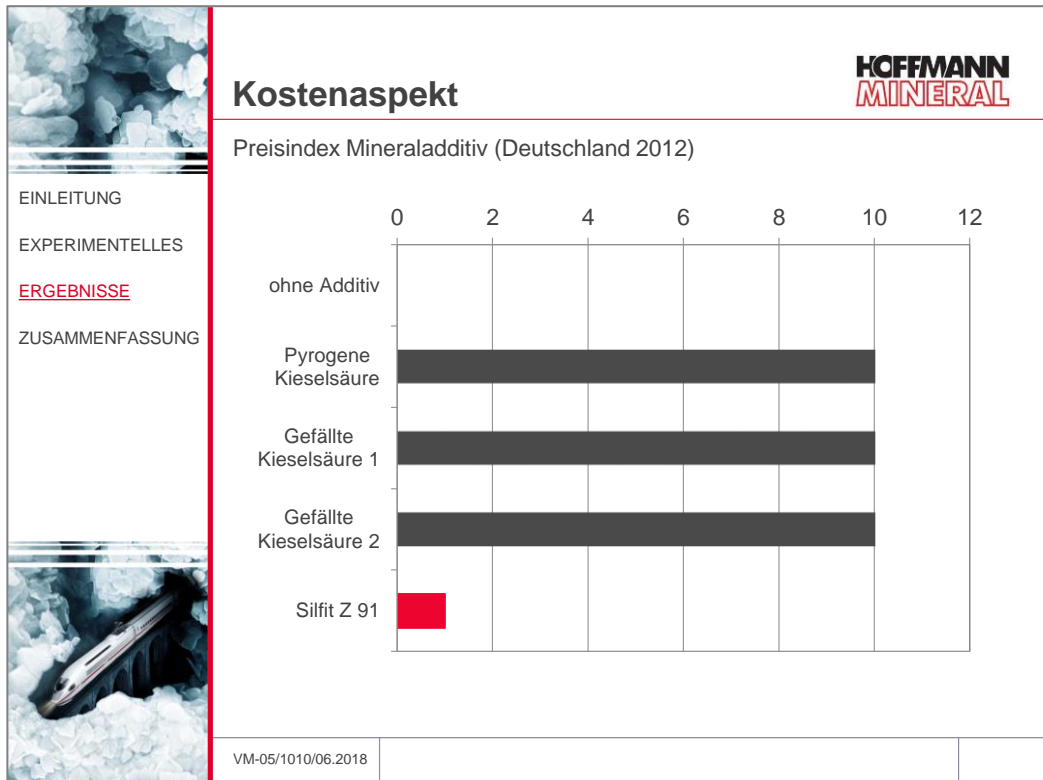 Kostenaspekt
HOFFMANN
MINERAL
Preisindex Mineraladditiv (Deutschland 2012)
EINLEITUNG
EXPERIMENTELLES
ERGEBNISSE
ZUSAMMENFASSUNG
0 2 4 6 8 10 12
ohne Additiv
Pyrogene
Kieselsäure
Gefällte
Kieselsäure 1
Gefällte
Kieselsäure 2
Silfit Z 91
VM-05/1010/06.2018